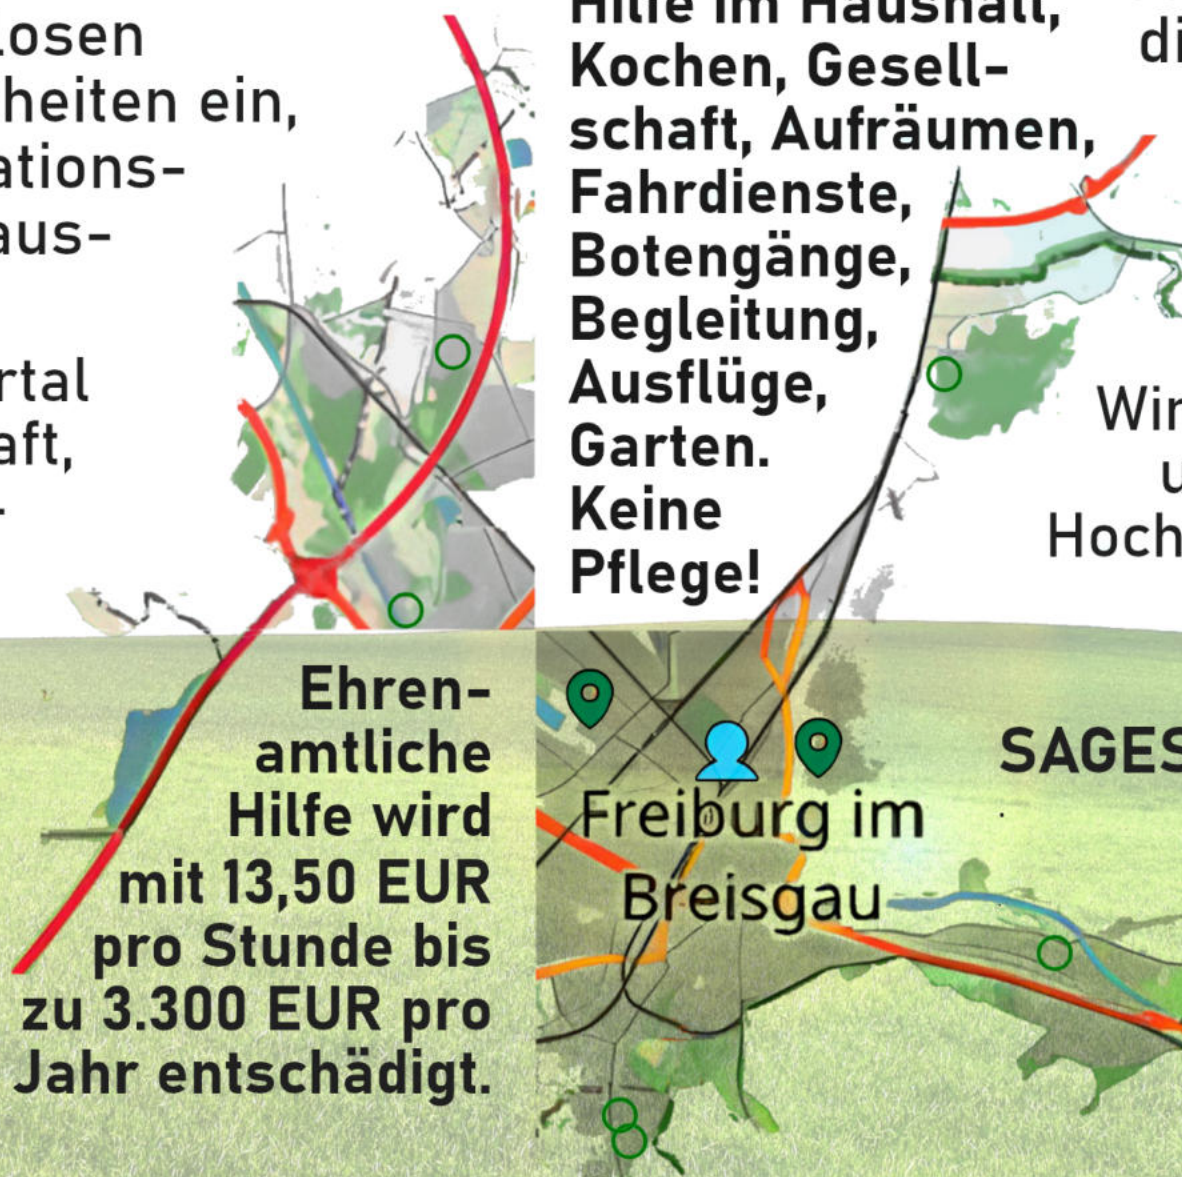 losen
heiten ein,
ations-
aus-
rtal
aft,
Hilfe im Haushalt,
Kochen, Gesell-
schaft, Aufräumen,
Fahrdienste,
Botengänge,
Begleitung,
Ausflüge,
Garten.
Keine
Pflege!
di
Wir
u
Hoch
Ehren-
amtliche
Hilfe wird
mit 13,50 EUR
pro Stunde bis
zu 3.300 EUR pro
Jahr entschädigt.
SAGES
Freiburg im
Breisgau